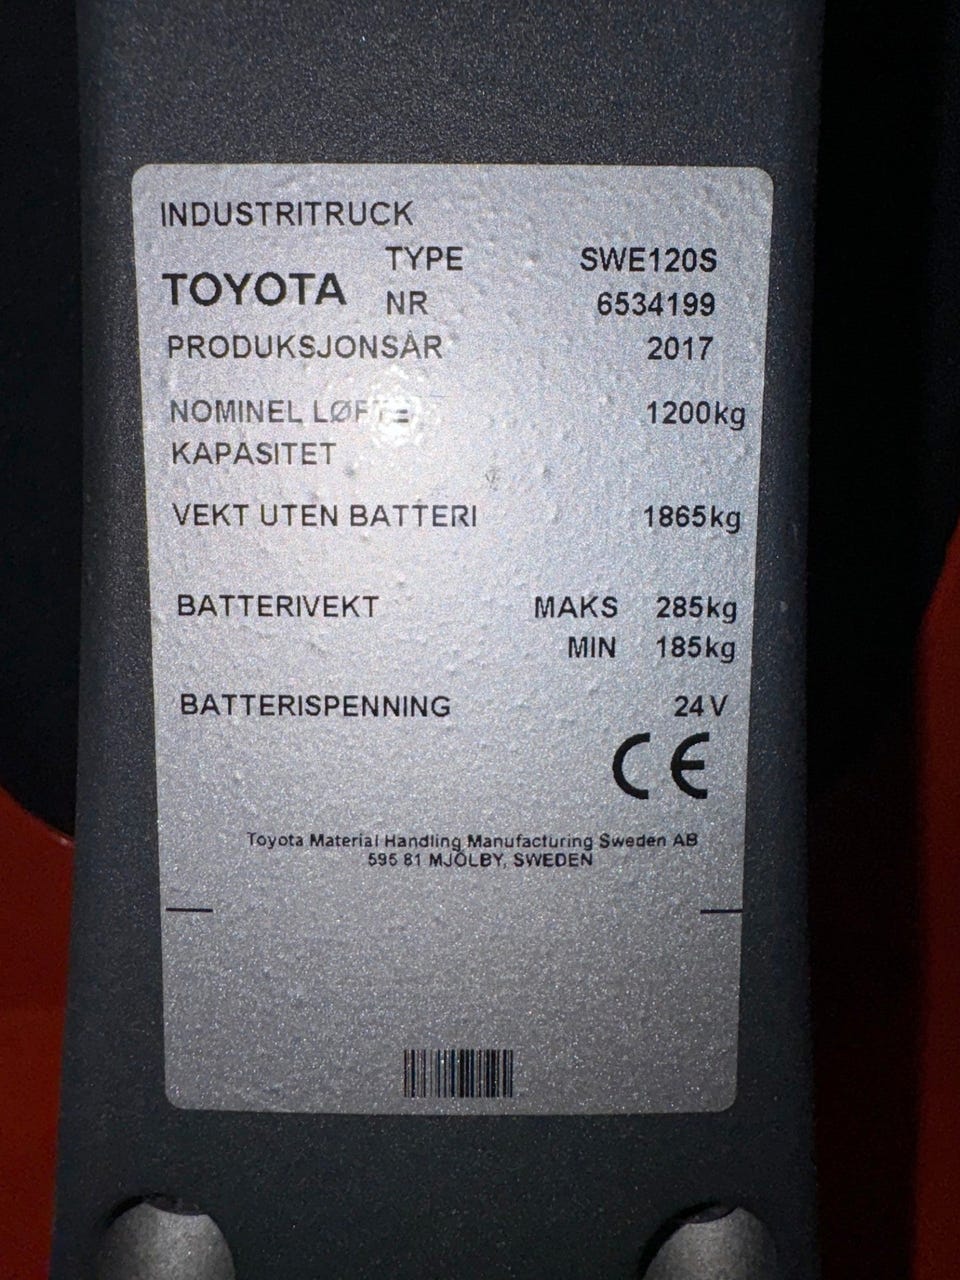 INDUSTRITRUCK
TYPE SWE120S
TOYOTA
NR 6534199
PRODUKSJONSÅR 2017
NOMINEL LØFTE 1200kg
KAPASITET
VEKT UTEN BATTERI 1865kg
BATTERIVEKT MAKS 285kg
MIN 185kg
BATTERISPENNING 24V
CE
Toyota Material Handling Manufacturing Sweden AB
595 81 MJÖLBY, SWEDEN